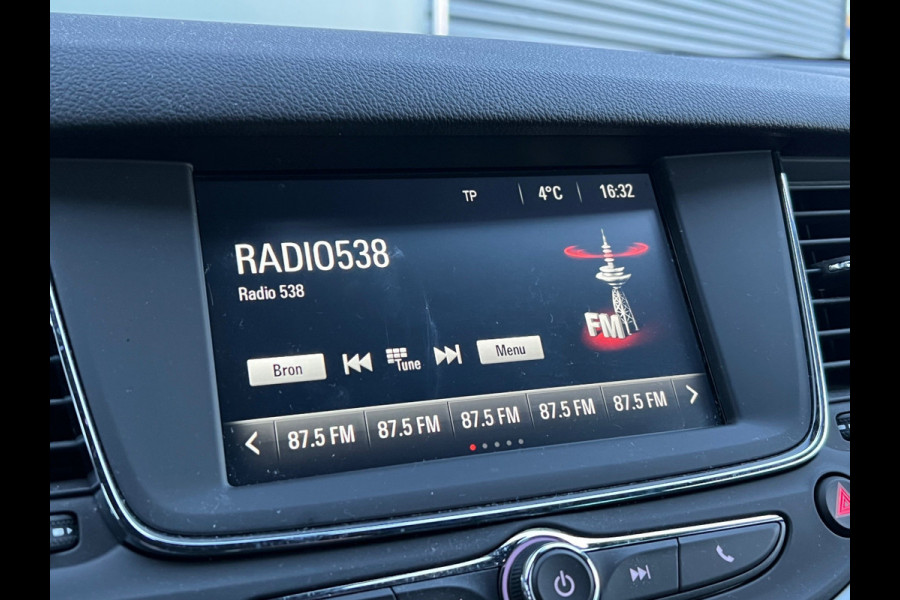 TP 4°C 16:32
RADIO538
Radio 538
FM
Bron Tune Menu
87.5 FM 87.5 FM 87.5 FM 87.5 FM 87.5 FM